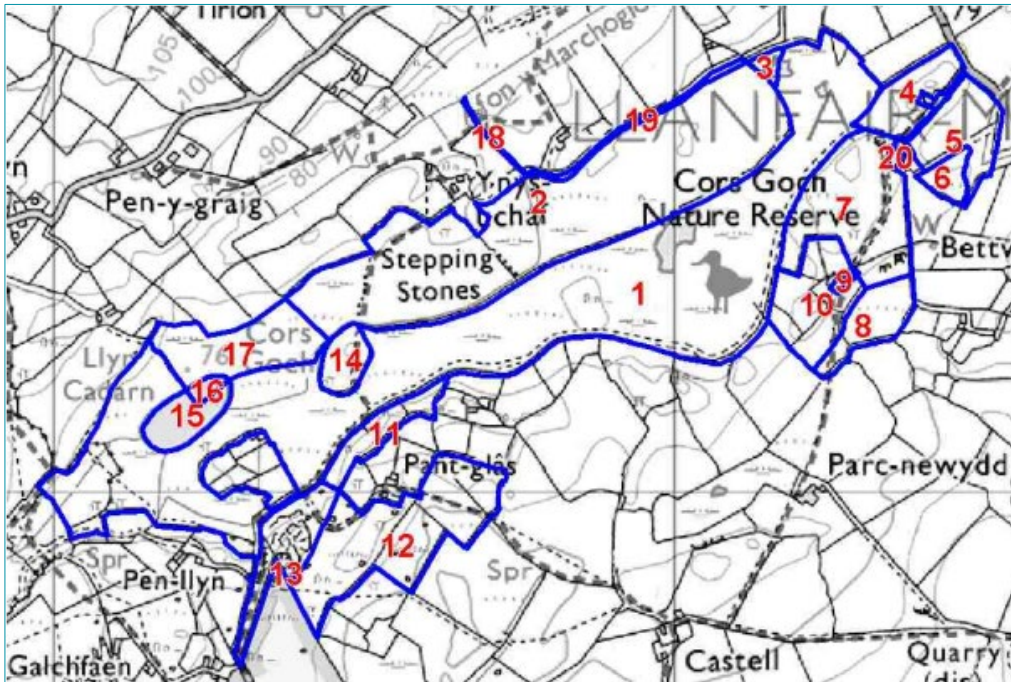 Tirion
105
100
90
80
W
Pen-y-graig
yn
18
2
19
3
4
5
6
20
7
79
Cors Goch
Nature Reserve
W
Bettw
Stepping
Stones
1
9
10
8
Llyn
Cadarn
76
17
Cors
Goch
14
16
15
11
Pant-glâs
Parc-newydd
12
Spr
Spr
Pen-llyn
13
Galchfaen
Castell
Quarry
(dis)